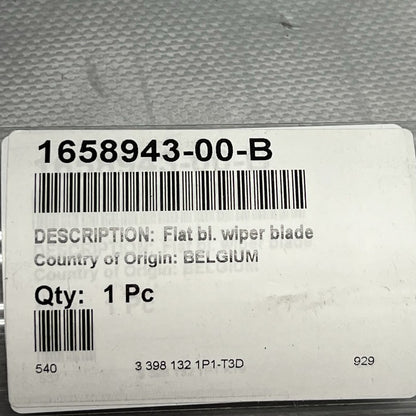 1658943-00-B
DESCRIPTION: Flat bl. wiper blade
Country of Origin: BELGIUM
Qty: 1 Pc
540 3 398 132 1P1-T3D 929